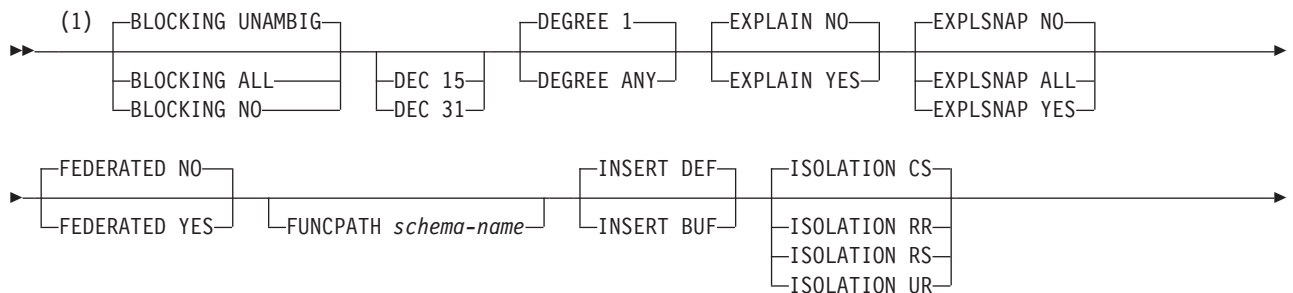 (1) BLOCKING UNAMBIG DEGREE 1 EXPLAIN NO EXPLSNAP NO
BLOCKING ALL DEC 15 DEGREE ANY EXPLAIN YES EXPLSNAP ALL
BLOCKING NO DEC 31 EXPLSNAP YES
FEDERATED NO INSERT DEF ISOLATION CS
FEDERATED YES FUNCPATH schema-name INSERT BUF ISOLATION RR
ISOLATION RS
ISOLATION UR